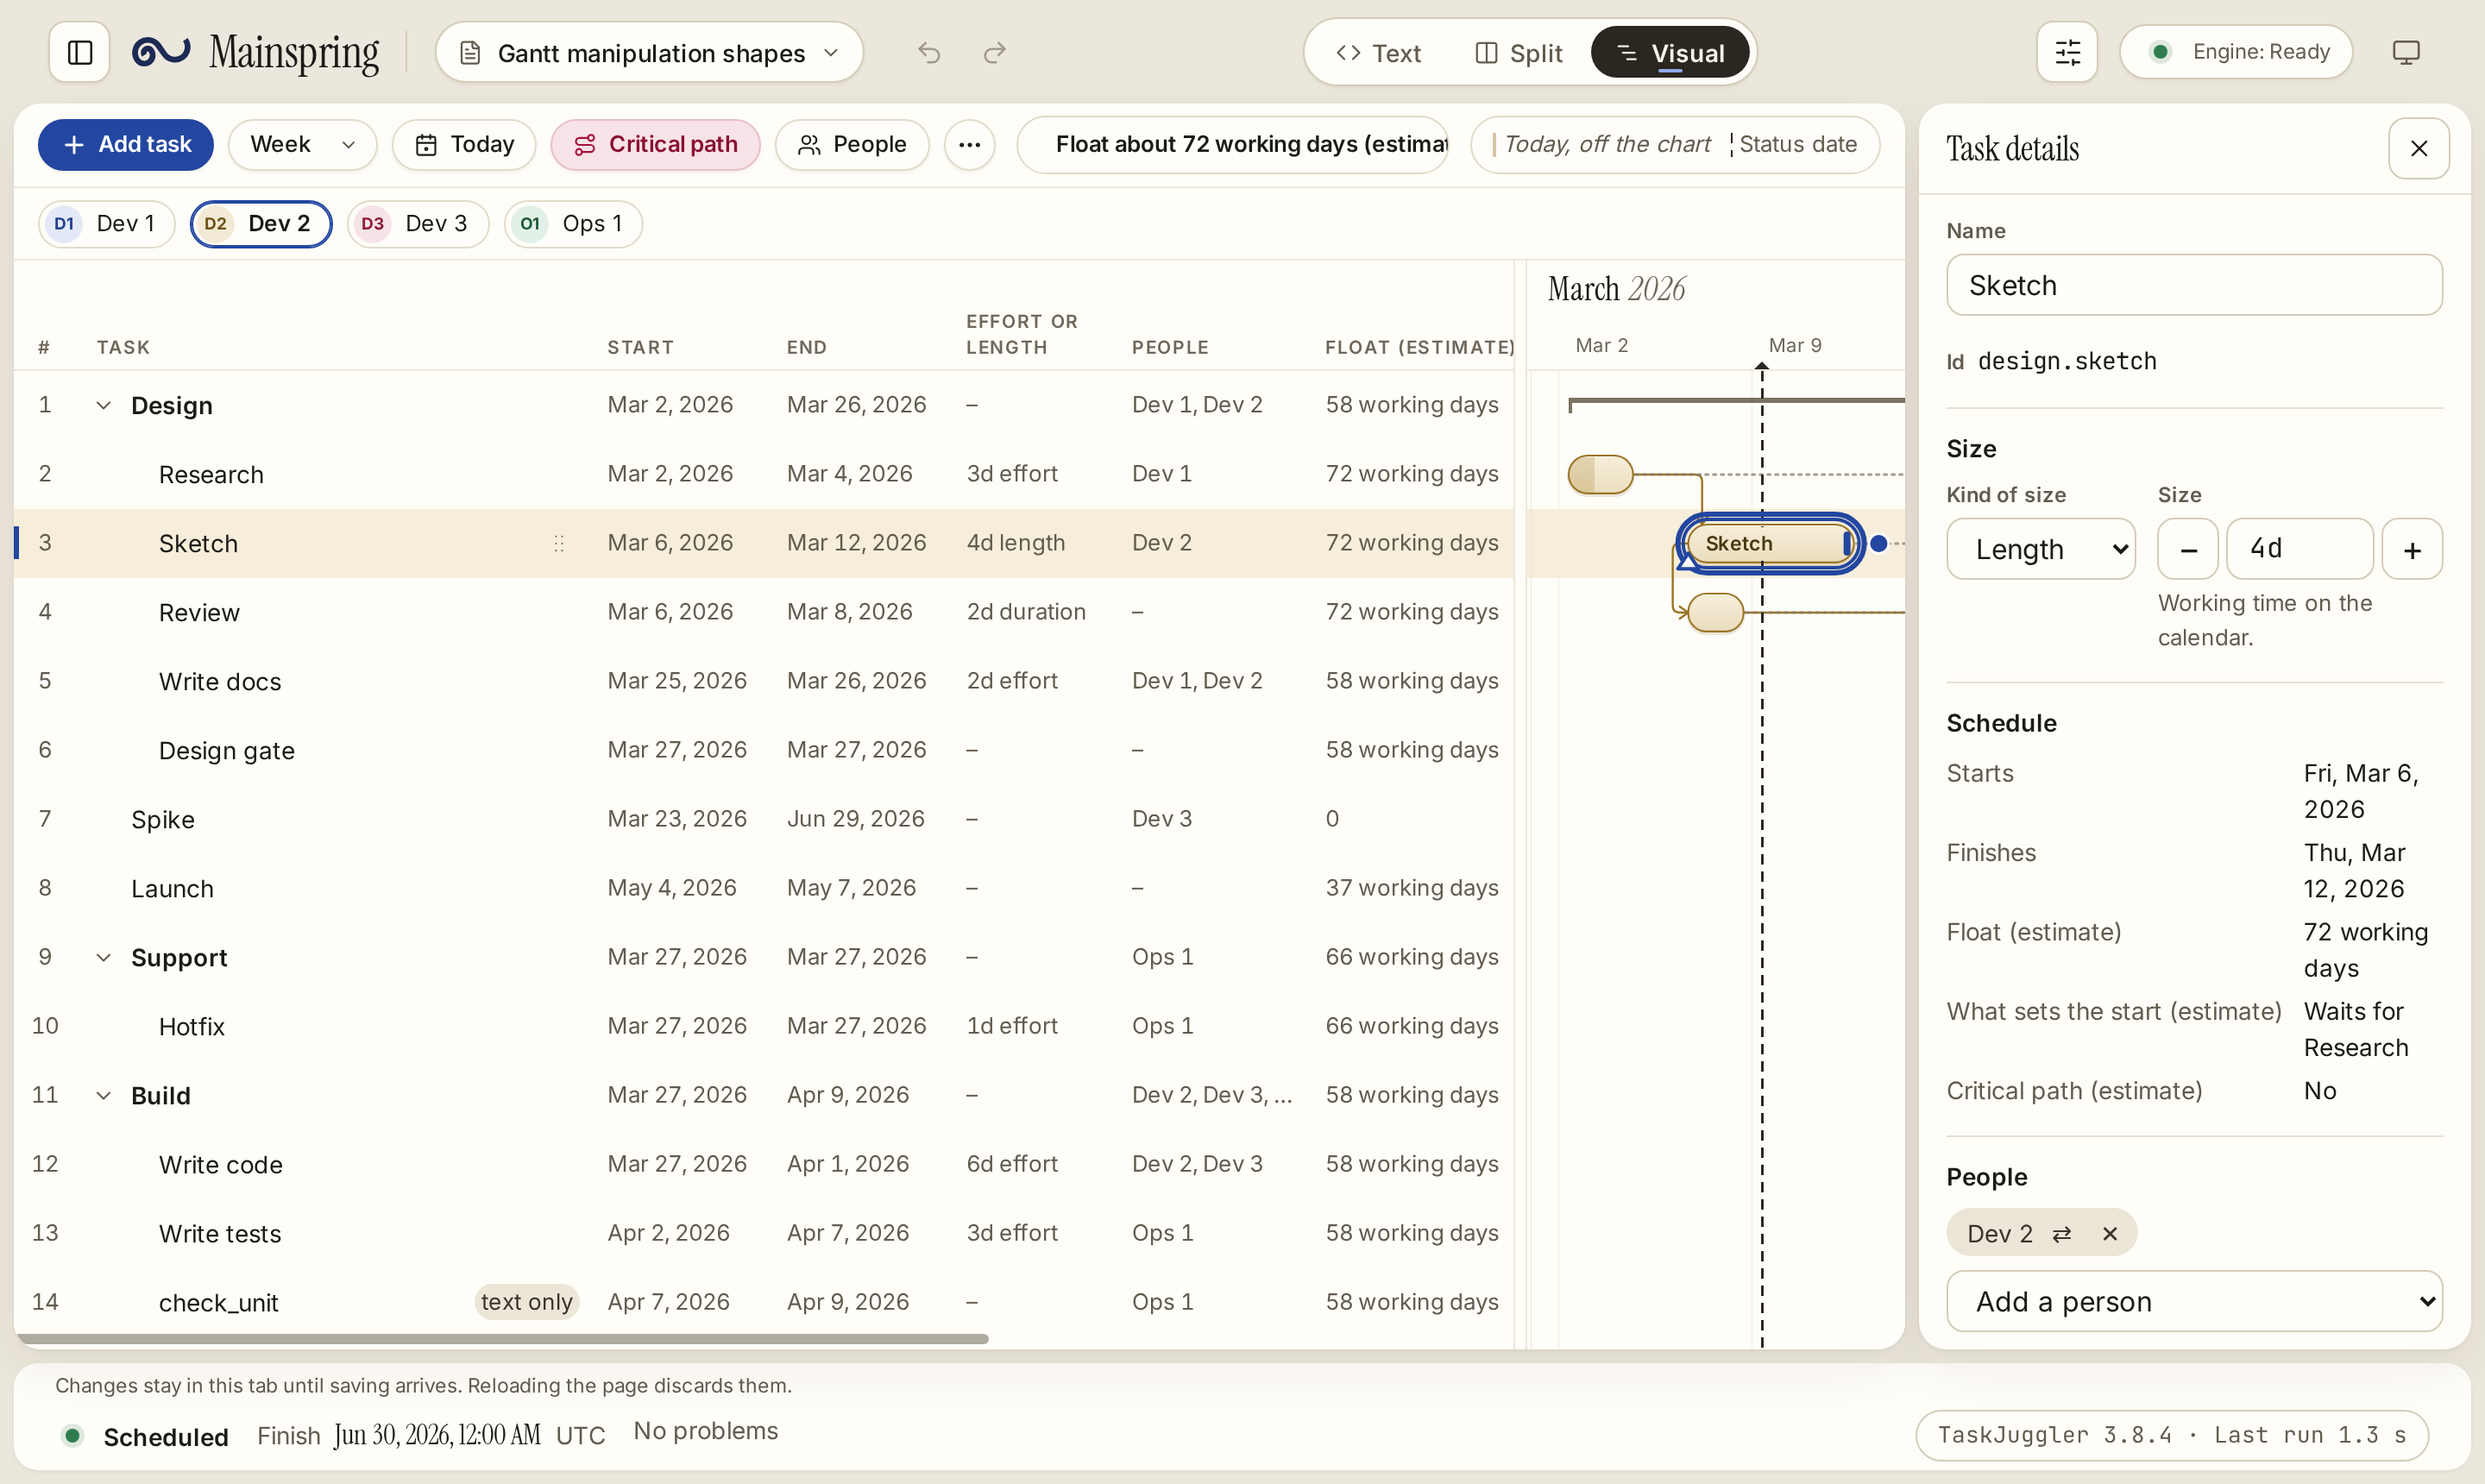 Mainspring
Gantt manipulation shapes
Text
Split
Visual
Engine: Ready
Add task
Week
Today
Critical path
People
Float about 72 working days (estimat
Today, off the chart
Status date
D1 Dev 1
D2 Dev 2
D3 Dev 3
O1 Ops 1
# TASK START END EFFORT OR LENGTH PEOPLE FLOAT (ESTIMATE)
March 2026
Mar 2 Mar 9
1 Design Mar 2, 2026 Mar 26, 2026 – Dev 1, Dev 2 58 working days
2 Research Mar 2, 2026 Mar 4, 2026 3d effort Dev 1 72 working days
3 Sketch Mar 6, 2026 Mar 12, 2026 4d length Dev 2 72 working days
Sketch
4 Review Mar 6, 2026 Mar 8, 2026 2d duration – 72 working days
5 Write docs Mar 25, 2026 Mar 26, 2026 2d effort Dev 1, Dev 2 58 working days
6 Design gate Mar 27, 2026 Mar 27, 2026 – – 58 working days
7 Spike Mar 23, 2026 Jun 29, 2026 – Dev 3 0
8 Launch May 4, 2026 May 7, 2026 – – 37 working days
9 Support Mar 27, 2026 Mar 27, 2026 – Ops 1 66 working days
10 Hotfix Mar 27, 2026 Mar 27, 2026 1d effort Ops 1 66 working days
11 Build Mar 27, 2026 Apr 9, 2026 – Dev 2, Dev 3, ... 58 working days
12 Write code Mar 27, 2026 Apr 1, 2026 6d effort Dev 2, Dev 3 58 working days
13 Write tests Apr 2, 2026 Apr 7, 2026 3d effort Ops 1 58 working days
14 check_unit text only Apr 7, 2026 Apr 9, 2026 – Ops 1 58 working days
Task details
Name
Sketch
Id design.sketch
Size
Kind of size Size
Length
4d
Working time on the
calendar.
Schedule
Starts Fri, Mar 6,
2026
Finishes Thu, Mar
12, 2026
Float (estimate) 72 working
days
What sets the start (estimate) Waits for
Research
Critical path (estimate) No
People
Dev 2
Add a person
Changes stay in this tab until saving arrives. Reloading the page discards them.
Scheduled Finish Jun 30, 2026, 12:00 AM UTC No problems
TaskJuggler 3.8.4 · Last run 1.3 s